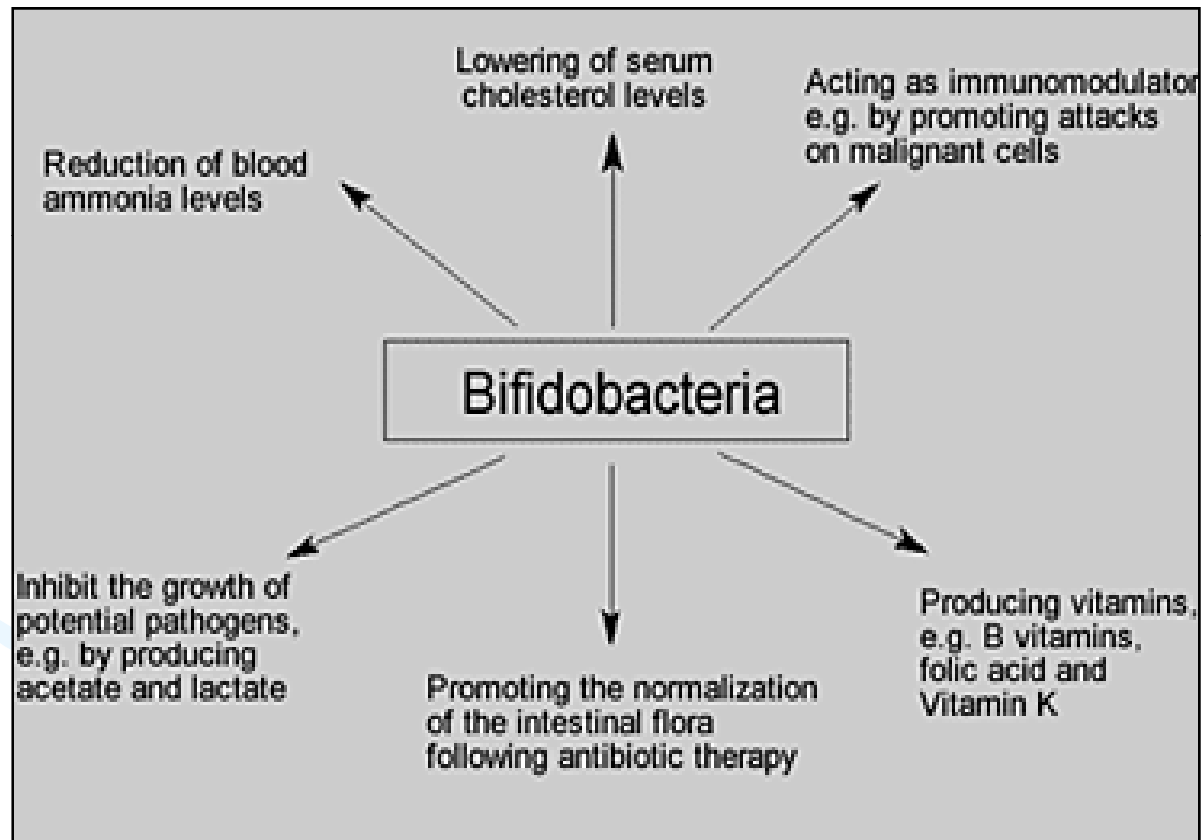 Lowering of serum
cholesterol levels
Acting as immunomodulator
e.g. by promoting attacks
on malignant cells
Reduction of blood
ammonia levels
Bifidobacteria
Inhibit the growth of
potential pathogens,
e.g. by producing
acetate and lactate
Promoting the normalization
of the intestinal flora
following antibiotic therapy
Producing vitamins,
e.g. B vitamins,
folic acid and
Vitamin K